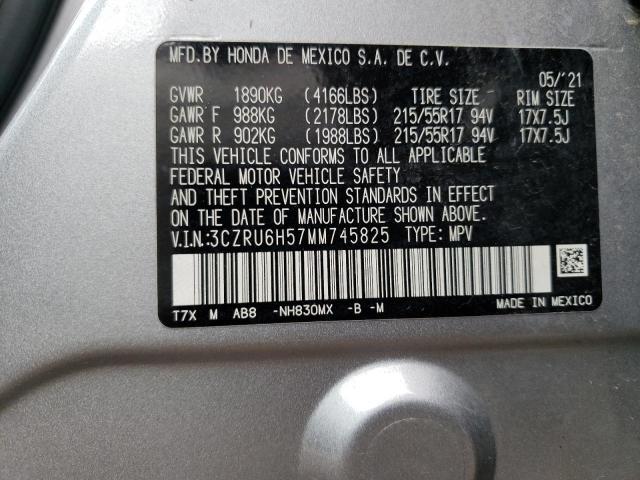 MFD.BY HONDA DE MEXICO S.A. DE C.V.
05/'21
GVWR 1890KG (4166LBS) TIRE SIZE RIM SIZE
GAWR F 988KG (2178LBS) 215/55R17 94V 17X7.5J
GAWR R 902KG (1988LBS) 215/55R17 94V 17X7.5J
THIS VEHICLE CONFORMS TO ALL APPLICABLE
FEDERAL MOTOR VEHICLE SAFETY
AND THEFT PREVENTION STANDARDS IN EFFECT
ON THE DATE OF MANUFACTURE SHOWN ABOVE.
V.I.N:3CZRU6H57MM745825 TYPE: MPV
T7X M AB8 -NH830MX -B -M MADE IN MEXICO